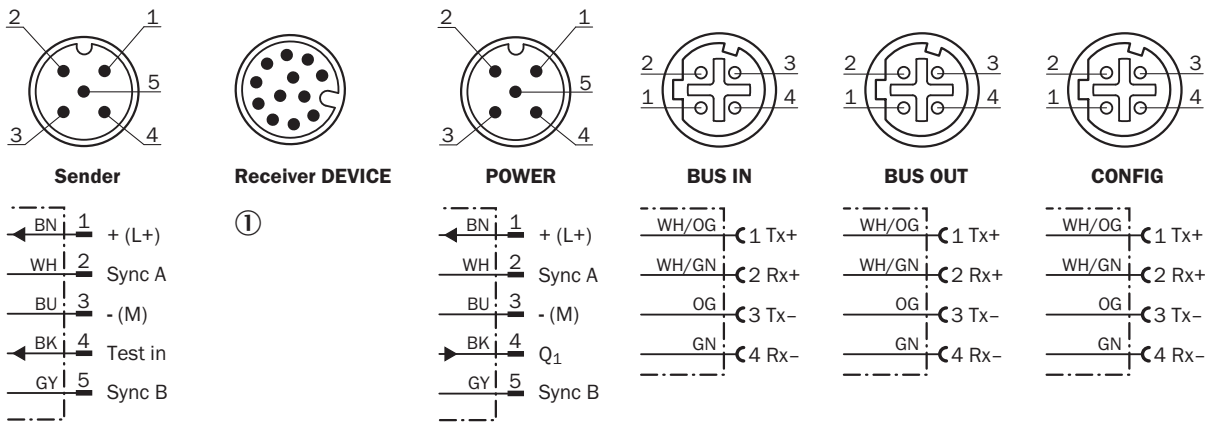 2 1 2 1
2 3 2 3 2 3
5 5
1 4 1 4 1 4
3 4 3 4
Sender Receiver DEVICE POWER BUS IN BUS OUT CONFIG
①
BN 1 + (L+)
WH 2 Sync A
BU 3 - (M)
BK 4 Test in
GY 5 Sync B
BN 1 + (L+)
WH 2 Sync A
BU 3 - (M)
BK 4 Q1
GY 5 Sync B
WH/OG 1 Tx+
WH/GN 2 Rx+
OG 3 Tx–
GN 4 Rx–
WH/OG 1 Tx+
WH/GN 2 Rx+
OG 3 Tx–
GN 4 Rx–
WH/OG 1 Tx+
WH/GN 2 Rx+
OG 3 Tx–
GN 4 Rx–